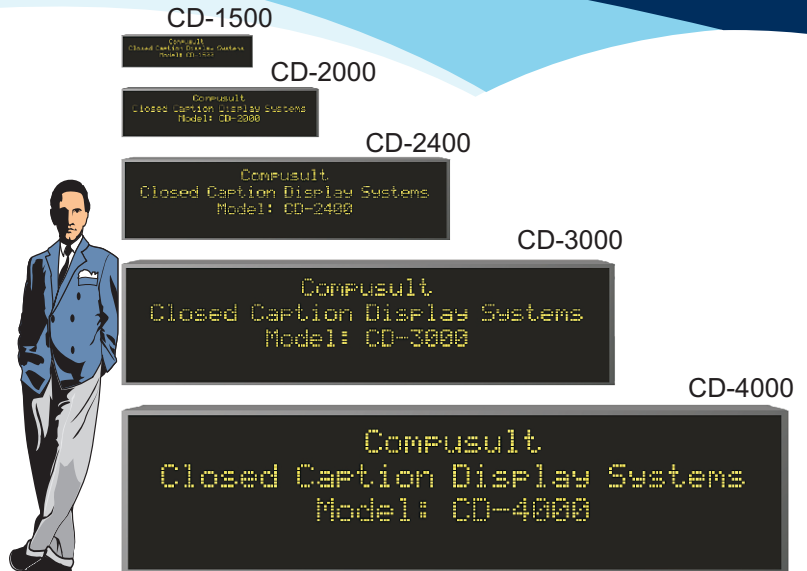 CD-1500
Compusult
Closed Caption Display Systems
CD-2000
Compusult
Closed Caption Display Systems
Model: CD-2000
CD-2400
Compusult
Closed Caption Display Systems
Model: CD-2400
CD-3000
Compusult
Closed Caption Display Systems
Model: CD-3000
CD-4000
Compusult
Closed Caption Display Systems
Model: CD-4000